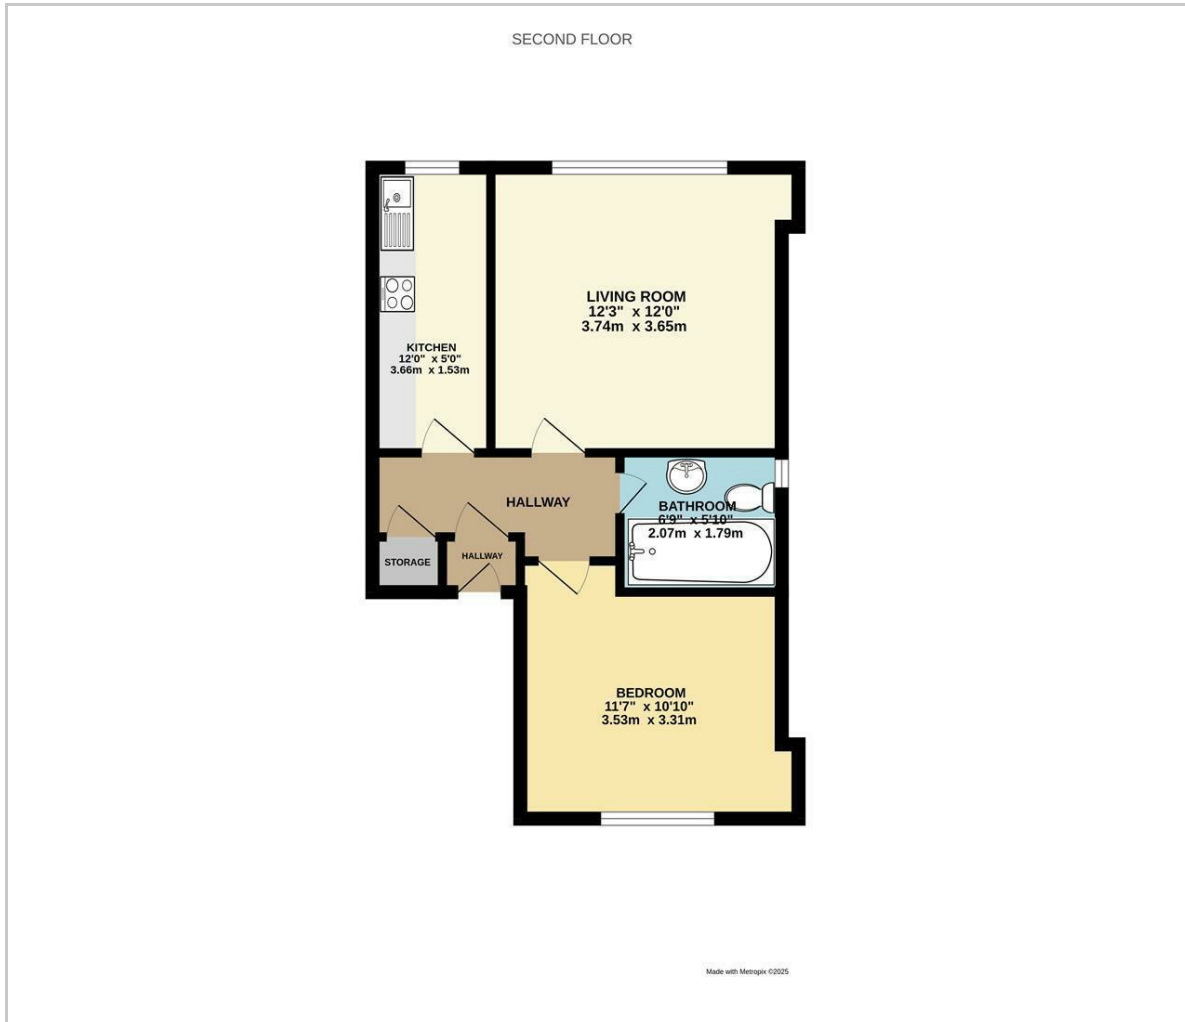 SECOND FLOOR
LIVING ROOM
12'3" x 12'0"
3.74m x 3.65m
KITCHEN
12'0" x 5'0"
3.66m x 1.53m
HALLWAY
BATHROOM
6'9" x 5'10"
2.07m x 1.79m
STORAGE
HALLWAY
BEDROOM
11'7" x 10'10"
3.53m x 3.31m
Made with Metropix ©2025